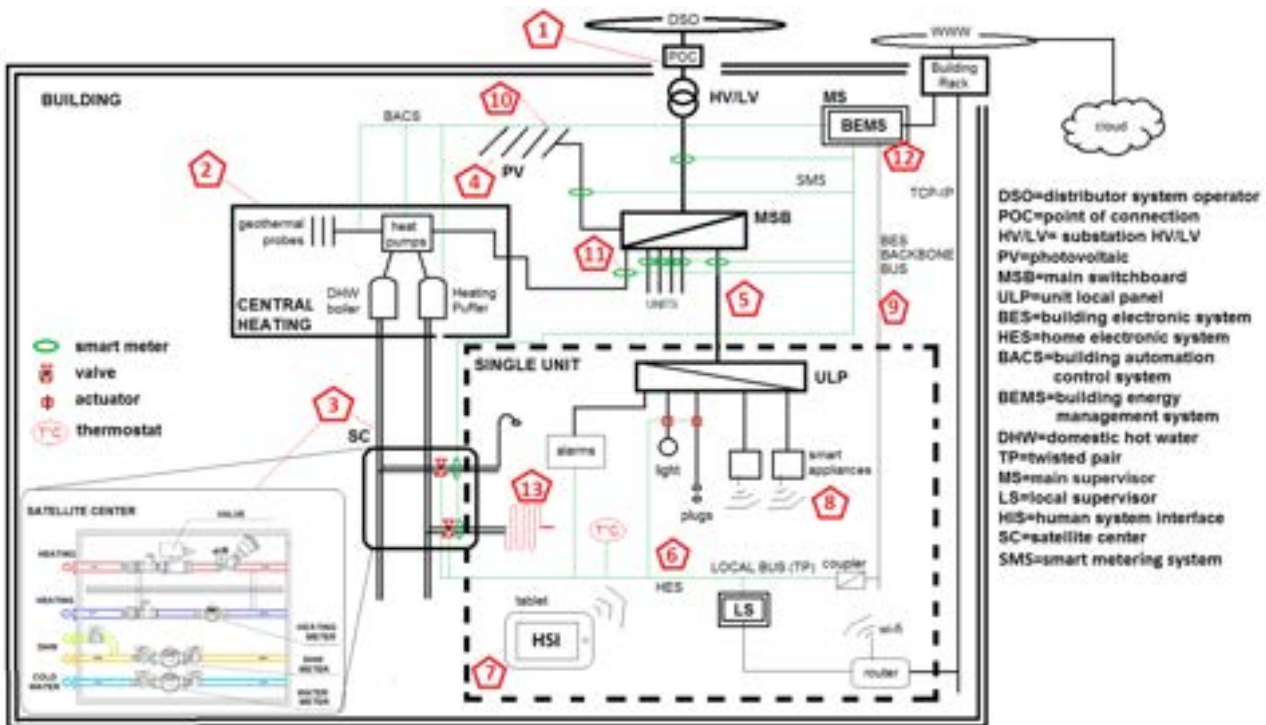 DSO
1
POC
WWW
Building
Rack
BUILDING
10
HV/LV
MS
BEMS
cloud
BACS
12
2
4
PV
SMS
TCP-IP
DSO=distributor system operator
POC=point of connection
HV/LV= substation HV/LV
PV=photovoltaic
MSB=main switchboard
ULP=unit local panel
BES=building electronic system
HES=home electronic system
BACS=building automation
control system
BEMS=building energy
management system
DHW=domestic hot water
TP=twisted pair
MS=main supervisor
LS=local supervisor
HIS=human system interface
SC=satellite center
SMS=smart metering system
geothermal
probes
heat
pumps
MSB
11
BES
BACKBONE
BUS
DHW
boiler
Heating
Puffer
UNITS
5
9
CENTRAL
HEATING
smart meter
valve
actuator
T°C thermostat
SINGLE UNIT
ULP
3
SC
alarms
light
smart
appliances
13
8
plugs
T°C
SATELLITE CENTER
VALVE
HEATING
HEATING
HEATING
METER
DHW
DHW
METER
COLD
WATER
WATER
METER
6
LOCAL BUS (TP)
coupler
HES
tablet
LS
HSI
wi-fi
7
router